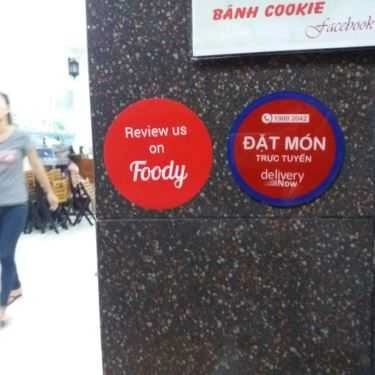 BÁNH COOKIE
Facebook
Review us
on
Foody
1900 2042
ĐẶT MÓN
TRỰC TUYẾN
delivery
Now